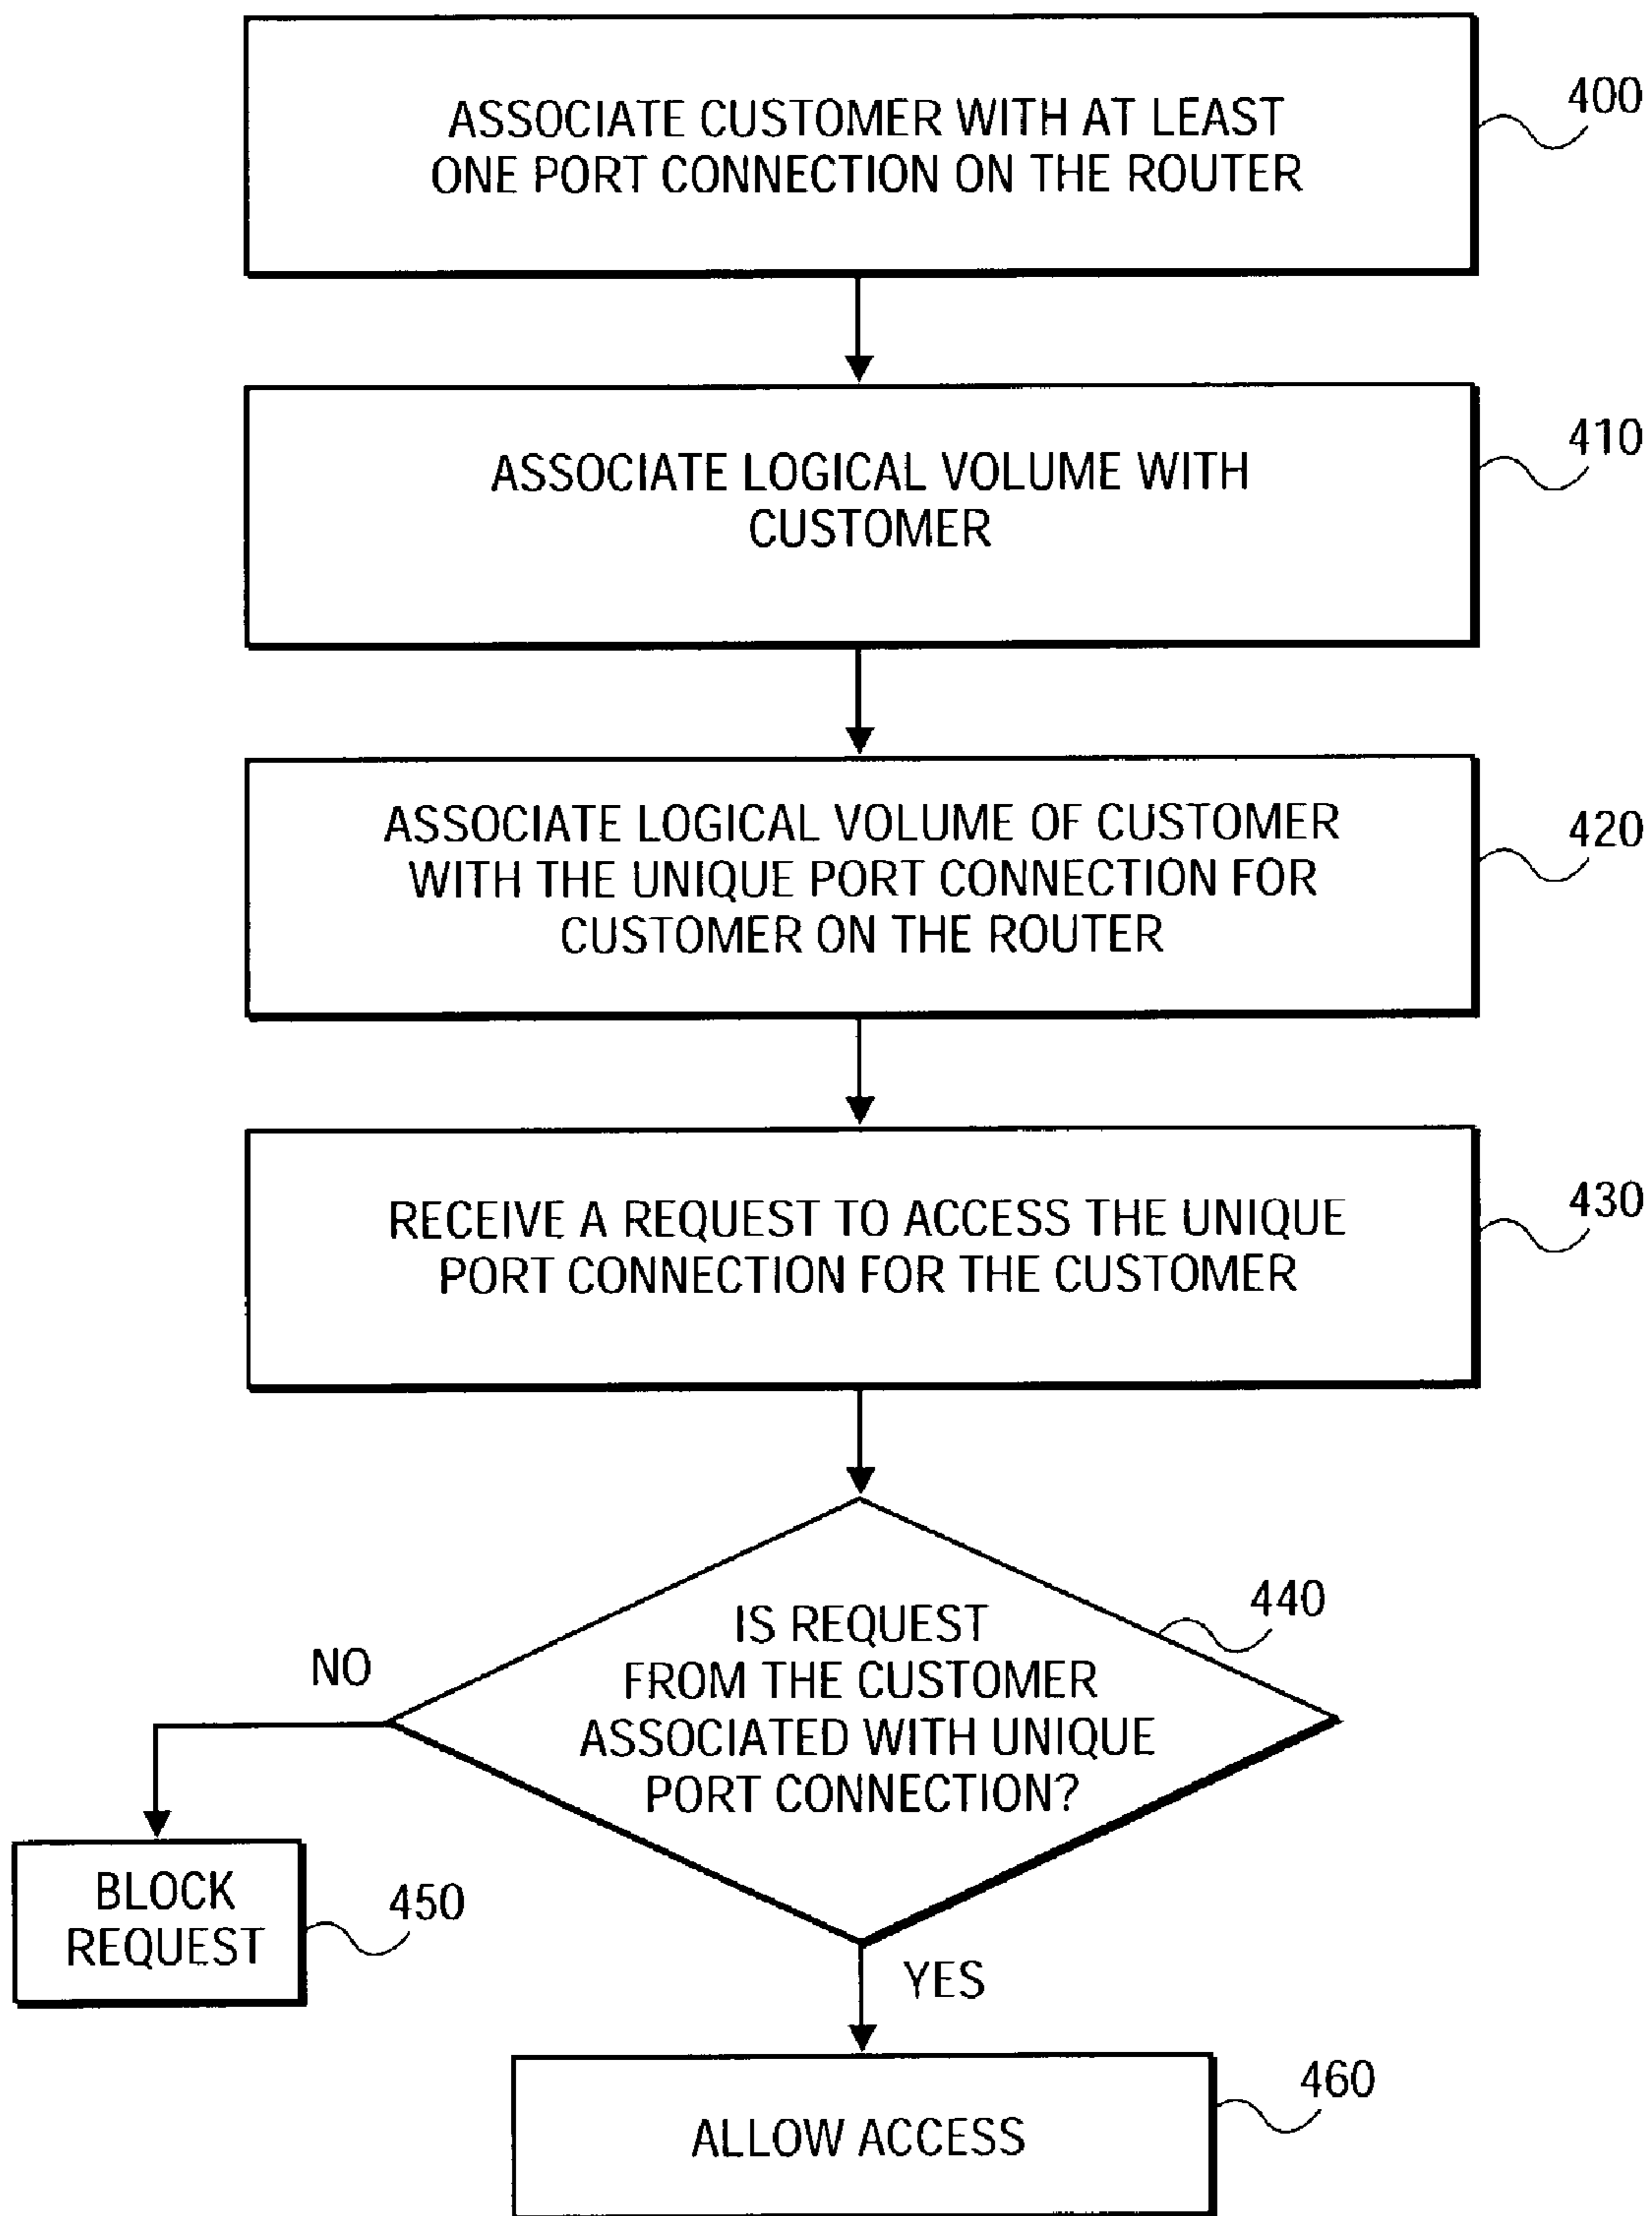 ASSOCIATE CUSTOMER WITH AT LEAST
ONE PORT CONNECTION ON THE ROUTER
400
ASSOCIATE LOGICAL VOLUME WITH
CUSTOMER
410
ASSOCIATE LOGICAL VOLUME OF CUSTOMER
WITH THE UNIQUE PORT CONNECTION FOR
CUSTOMER ON THE ROUTER
420
RECEIVE A REQUEST TO ACCESS THE UNIQUE
PORT CONNECTION FOR THE CUSTOMER
430
IS REQUEST
FROM THE CUSTOMER
ASSOCIATED WITH UNIQUE
PORT CONNECTION?
440
NO
BLOCK
REQUEST
450
YES
ALLOW ACCESS
460